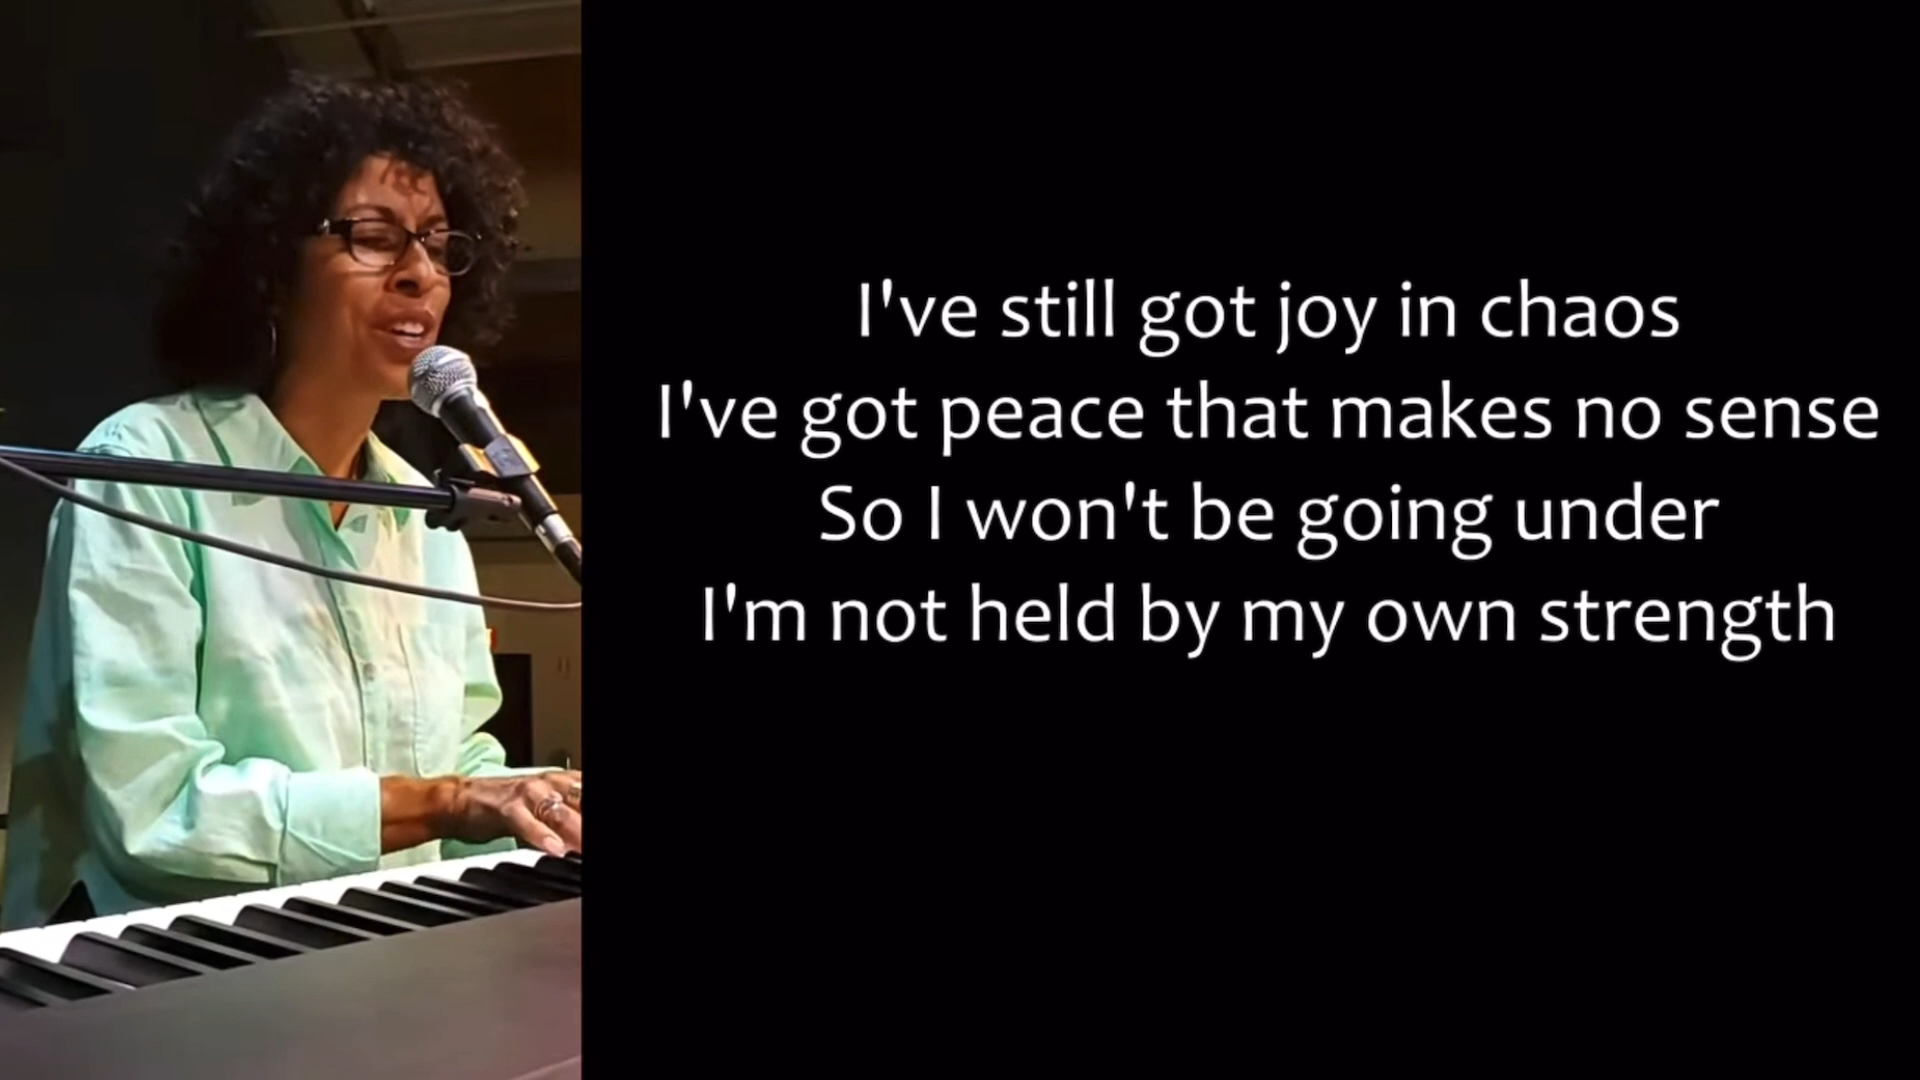 I've still got joy in chaos
I've got peace that makes no sense
So I won't be going under
I'm not held by my own strength